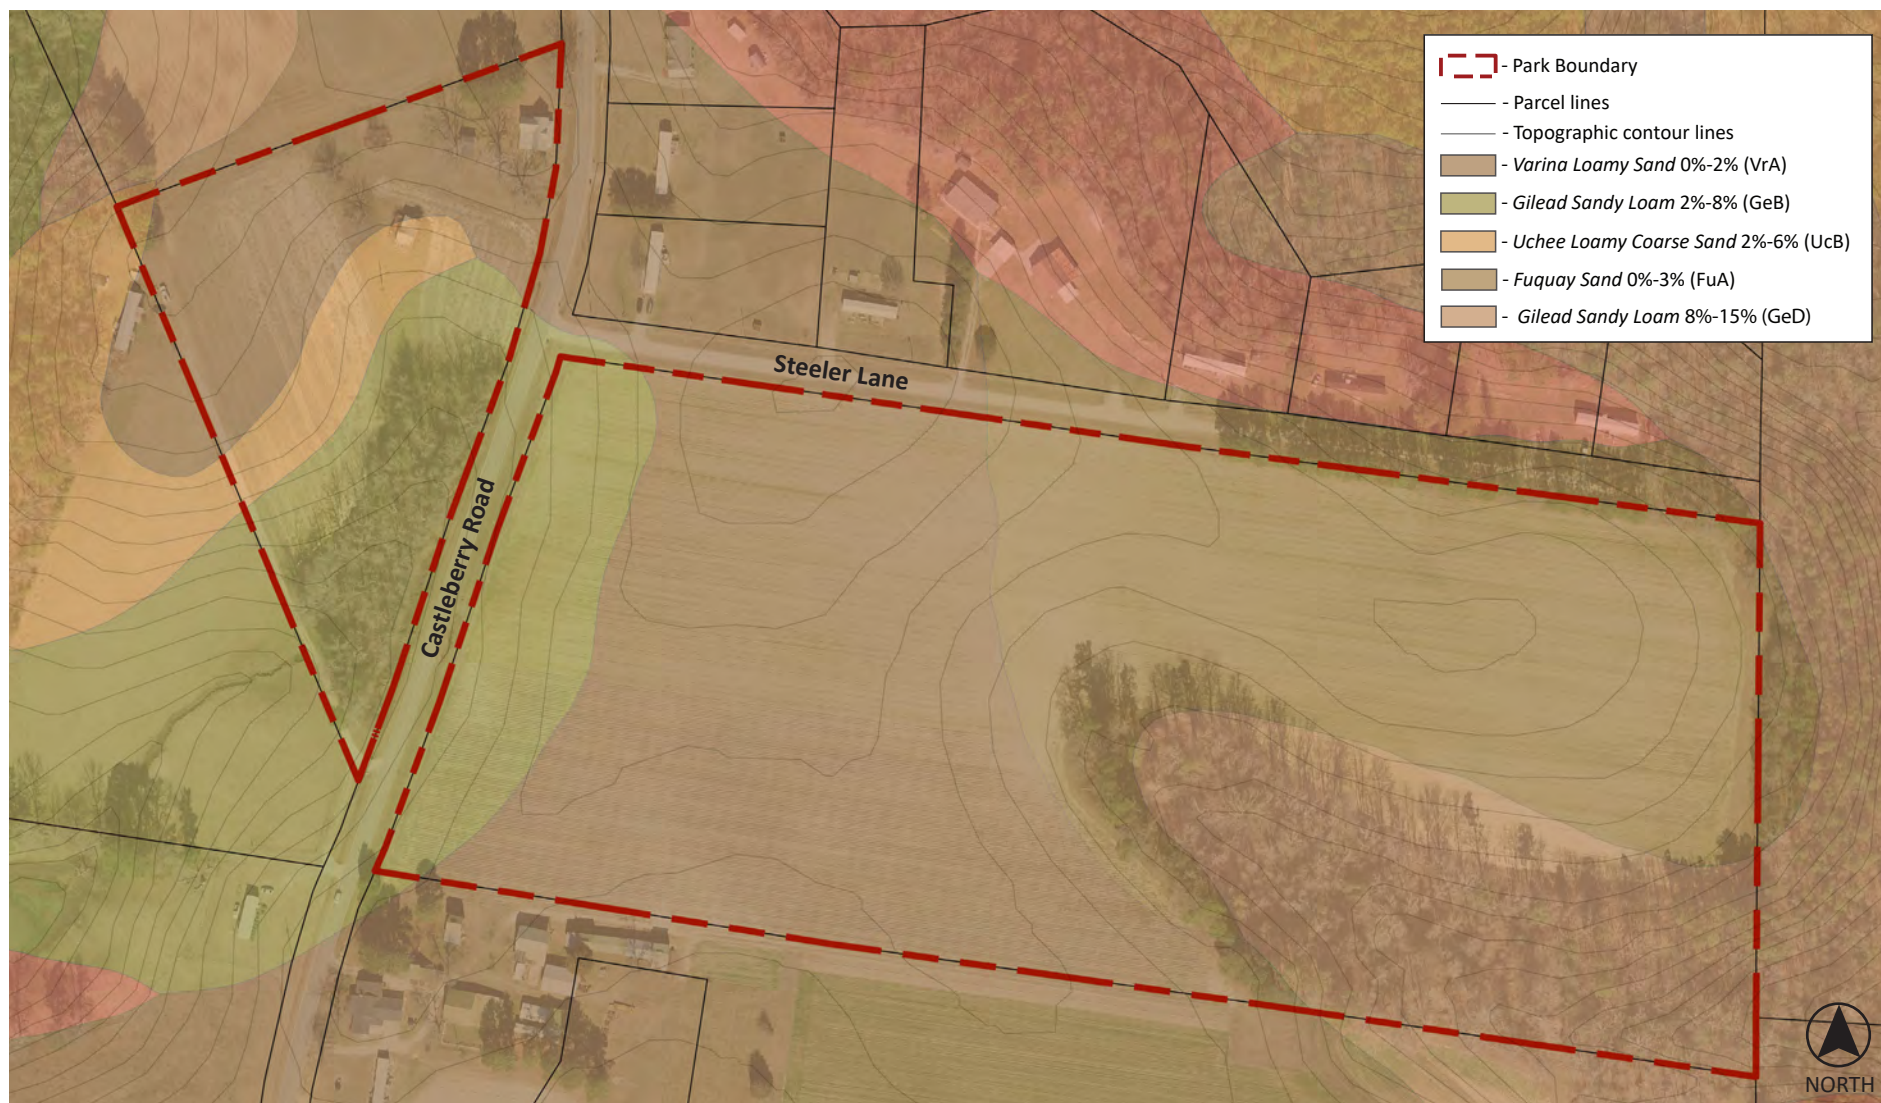 - Park Boundary
- Parcel lines
- Topographic contour lines
- Varina Loamy Sand 0%-2% (VrA)
- Gilead Sandy Loam 2%-8% (GeB)
- Uchee Loamy Coarse Sand 2%-6% (UcB)
- Fuquay Sand 0%-3% (FuA)
- Gilead Sandy Loam 8%-15% (GeD)
Steeler Lane
Castleberry Road
NORTH